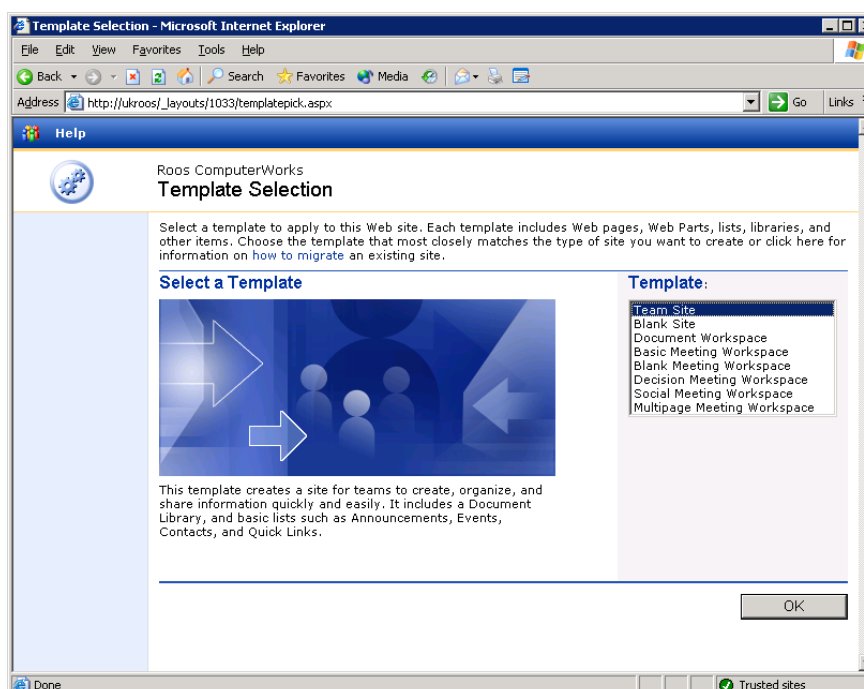 Template Selection - Microsoft Internet Explorer
File Edit View Favorites Tools Help
Back Search Favorites Media
Address http://ukroos/_layouts/1033/templatepick.aspx Go Links
Help
Roos ComputerWorks
Template Selection
Select a template to apply to this Web site. Each template includes Web pages, Web Parts, lists, libraries, and
other items. Choose the template that most closely matches the type of site you want to create or click here for
information on how to migrate an existing site.
Select a Template
Template:
Team Site
Blank Site
Document Workspace
Basic Meeting Workspace
Blank Meeting Workspace
Decision Meeting Workspace
Social Meeting Workspace
Multipage Meeting Workspace
This template creates a site for teams to create, organize, and
share information quickly and easily. It includes a Document
Library, and basic lists such as Announcements, Events,
Contacts, and Quick Links.
OK
Done Trusted sites